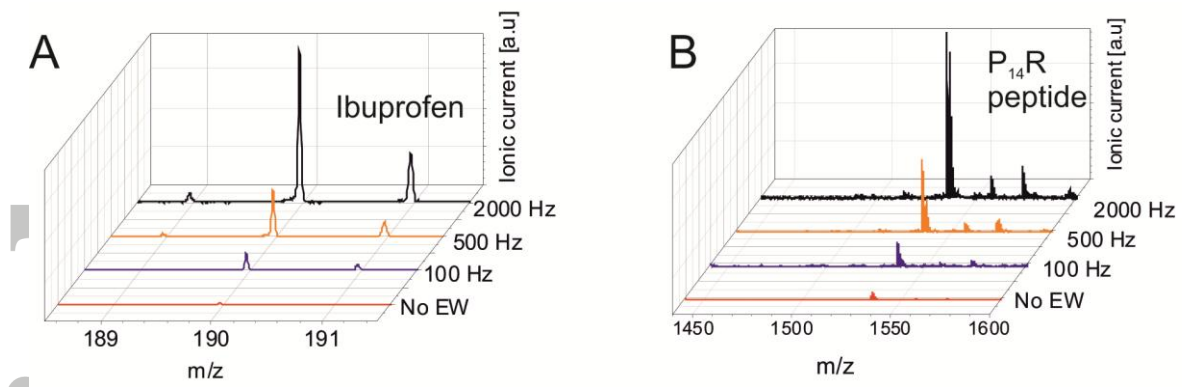 A
Ibuprofen
Ionic current [a.u]
2000 Hz
500 Hz
100 Hz
No EW
189
190
191
m/z
B
P₁₄R
peptide
Ionic current [a.u]
2000 Hz
500 Hz
100 Hz
No EW
1450
1500
1550
1600
m/z